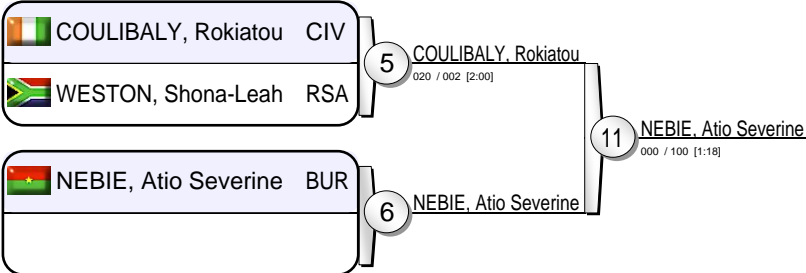 COULIBALY, Rokiatou CIV
WESTON, Shona-Leah RSA
5
COULIBALY, Rokiatou
020 / 002 [2:00]
11
NEBIE, Atio Severine
000 / 100 [1:18]
NEBIE, Atio Severine BUR
6
NEBIE, Atio Severine